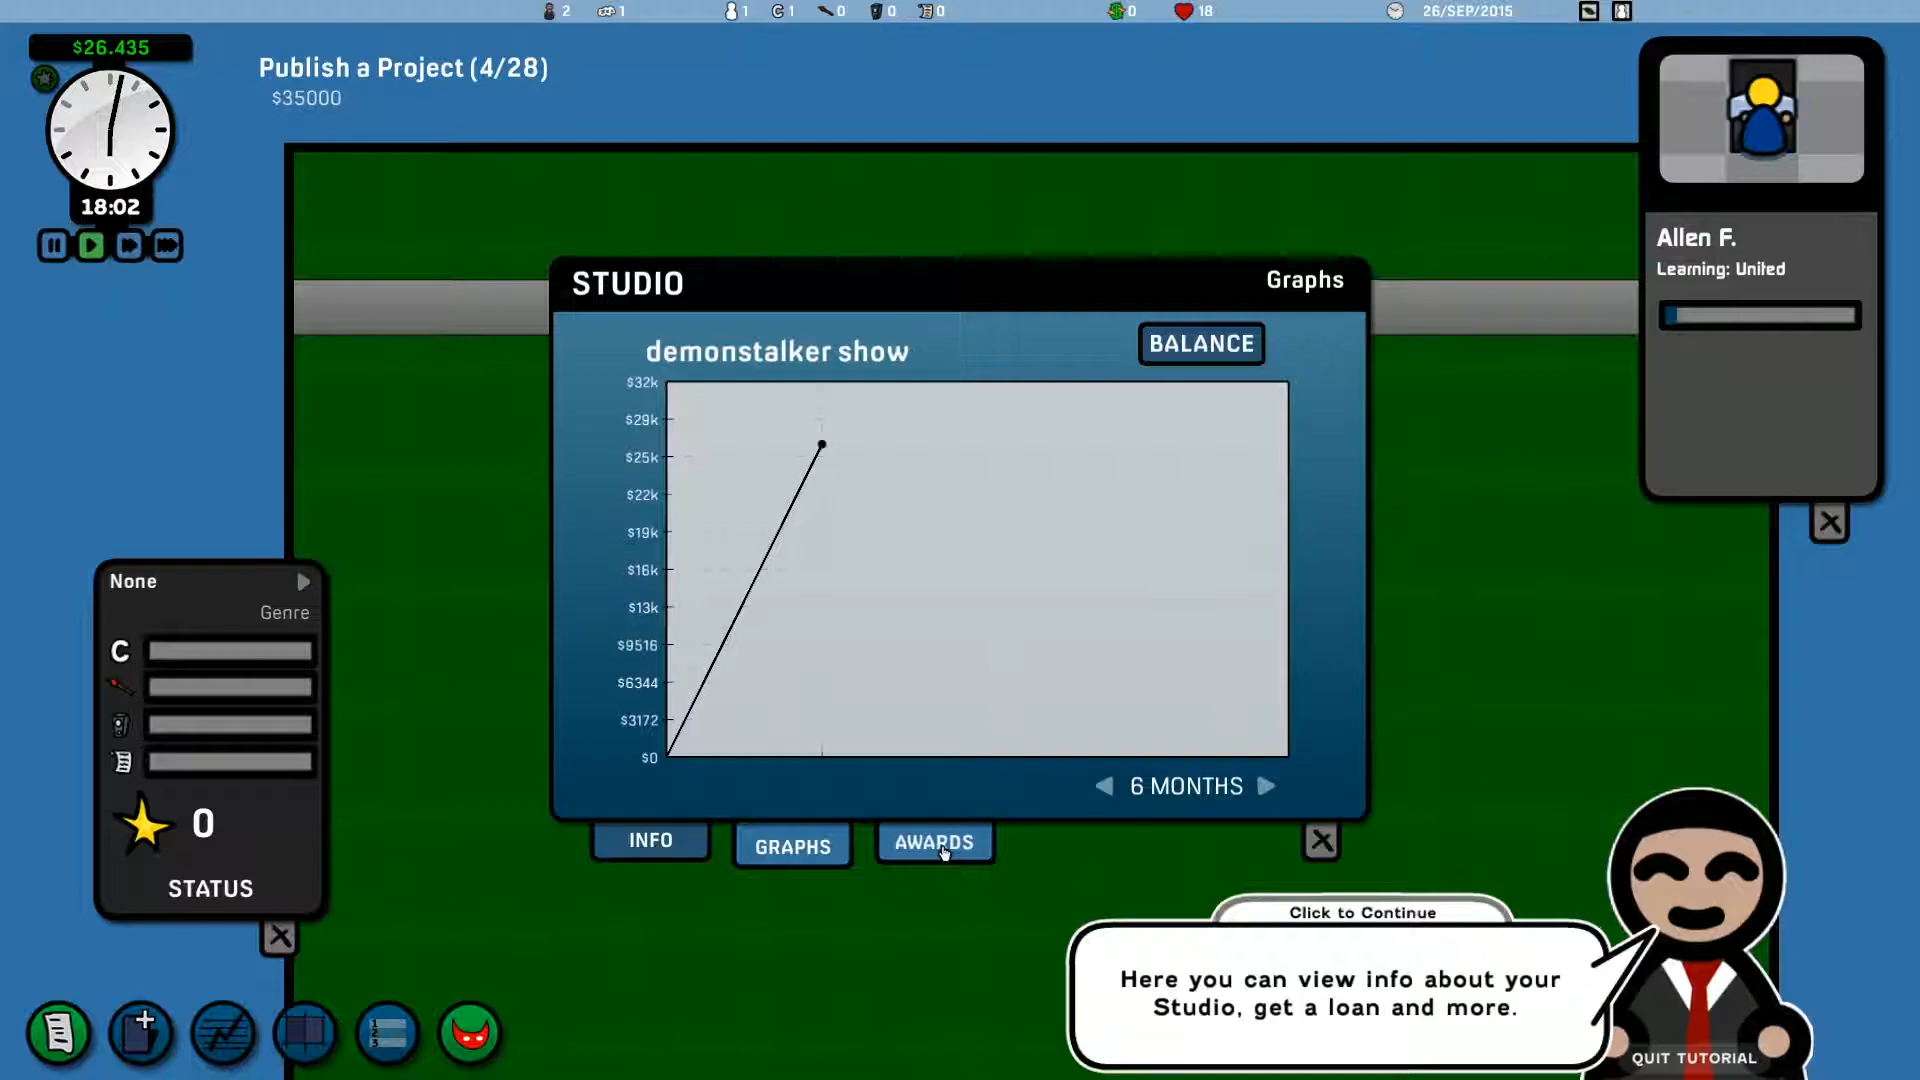 2
1
1
C 1
0
0
0
0
18
26/SEP/2015
$26.435
18:02
Publish a Project (4/28)
$35000
Allen F.
Learning: United
STUDIO
Graphs
demonstalker show
BALANCE
$32k
$29k
$25k
$22k
$19k
$16k
$13k
$9516
$6344
$3172
$0
6 MONTHS
INFO
GRAPHS
AWARDS
None
Genre
C
0
STATUS
Click to Continue
Here you can view info about your
Studio, get a loan and more.
QUIT TUTORIAL